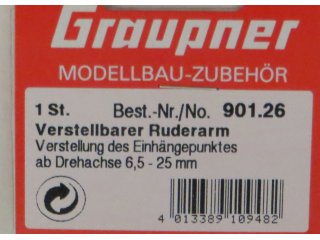 Graupner
MODELLBAU-ZUBEHÖR
1 St. Best.-Nr./No. 901.26
Verstellbarer Ruderarm
Verstellung des Einhängepunktes
ab Drehachse 6,5 - 25 mm
4 013389 109482